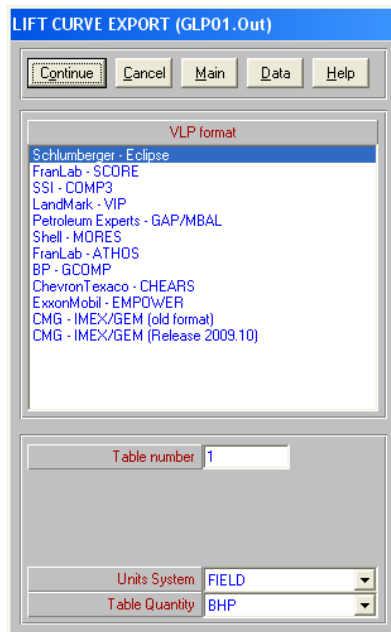 LIFT CURVE EXPORT (GLP01.Out)
Continue Cancel Main Data Help
VLP format
Schlumberger - Eclipse
FranLab - SCORE
SSI - COMP3
LandMark - VIP
Petroleum Experts - GAP/MBAL
Shell - MORES
FranLab - ATHOS
BP - GCOMP
ChevronTexaco - CHEARS
ExxonMobil - EMPOWER
CMG - IMEX/GEM (old format)
CMG - IMEX/GEM (Release 2009.10)
Table number 1
Units System FIELD
Table Quantity BHP